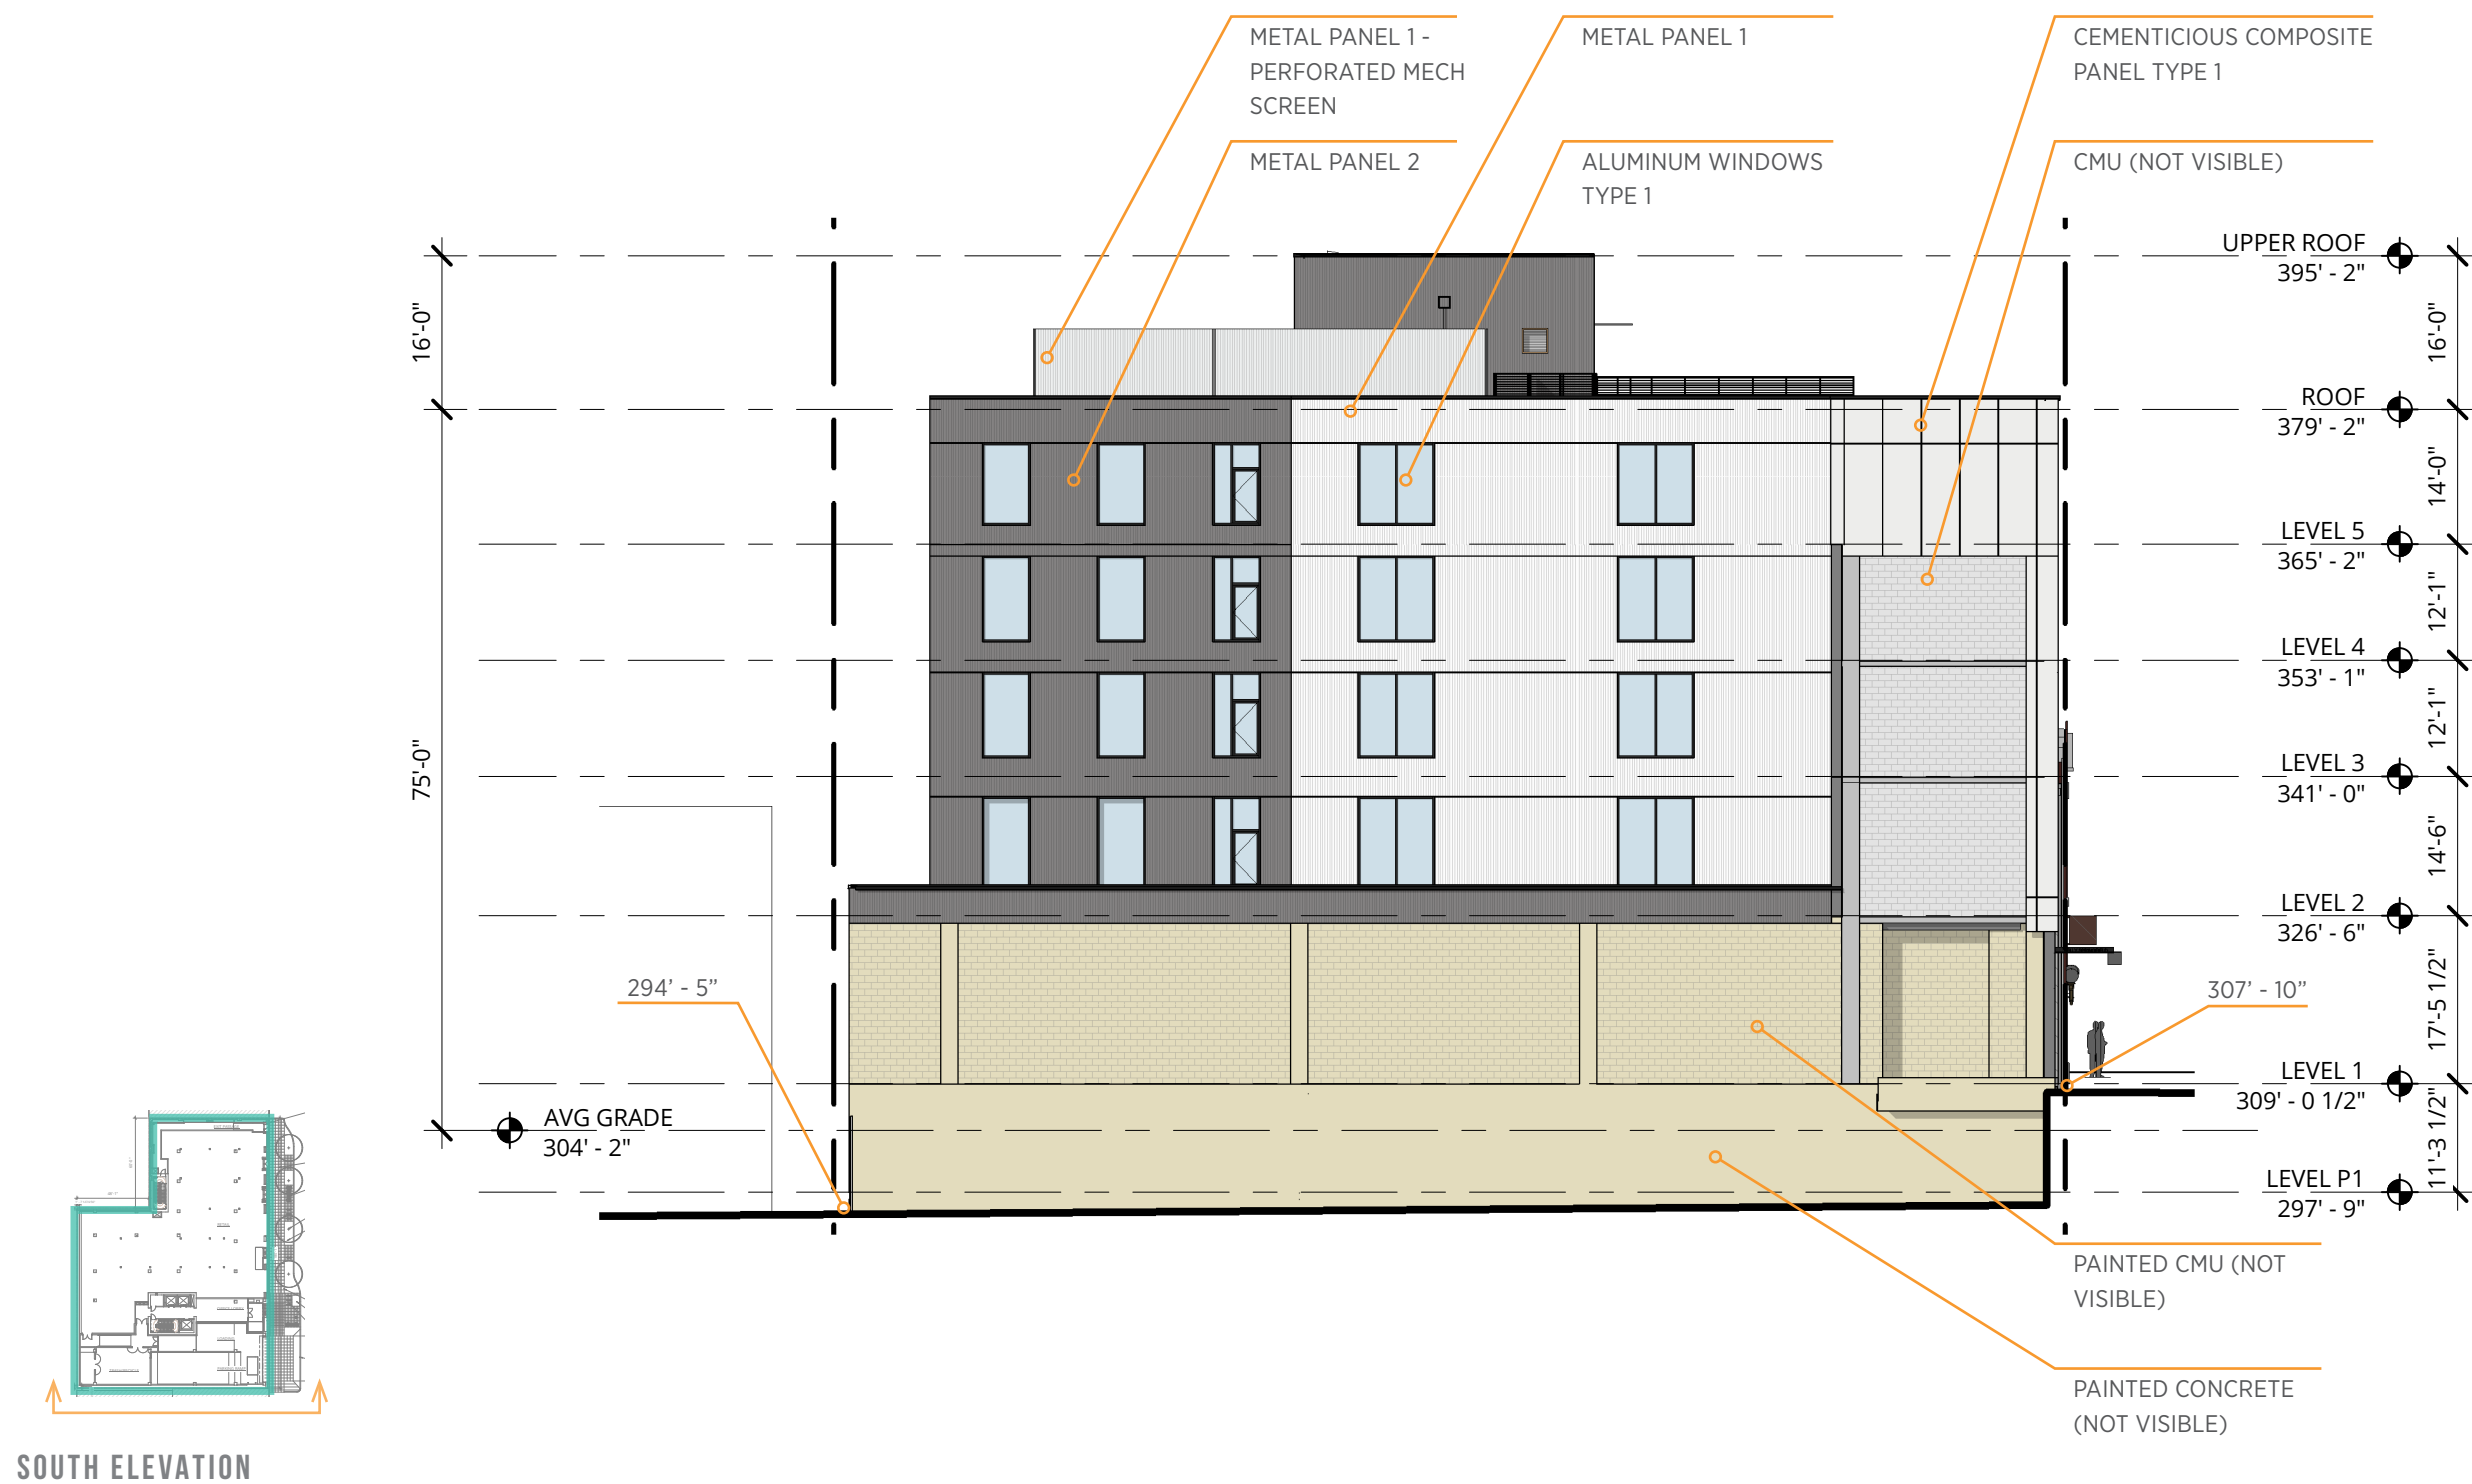 METAL PANEL 1 -
PERFORATED MECH
SCREEN
METAL PANEL 1
CEMENTICIOUS COMPOSITE
PANEL TYPE 1
METAL PANEL 2
ALUMINUM WINDOWS
TYPE 1
CMU (NOT VISIBLE)
UPPER ROOF
395' - 2"
16'-0"
16'-0"
ROOF
379' - 2"
14'-0"
LEVEL 5
365' - 2"
12'-1"
LEVEL 4
353' - 1"
12'-1"
75'-0"
LEVEL 3
341' - 0"
14'-6"
LEVEL 2
326' - 6"
294' - 5”
307' - 10”
17'-5 1/2"
LEVEL 1
309' - 0 1/2"
AVG GRADE
304' - 2"
11'-3 1/2"
LEVEL P1
297' - 9"
PAINTED CMU (NOT
VISIBLE)
PAINTED CONCRETE
(NOT VISIBLE)
SOUTH ELEVATION